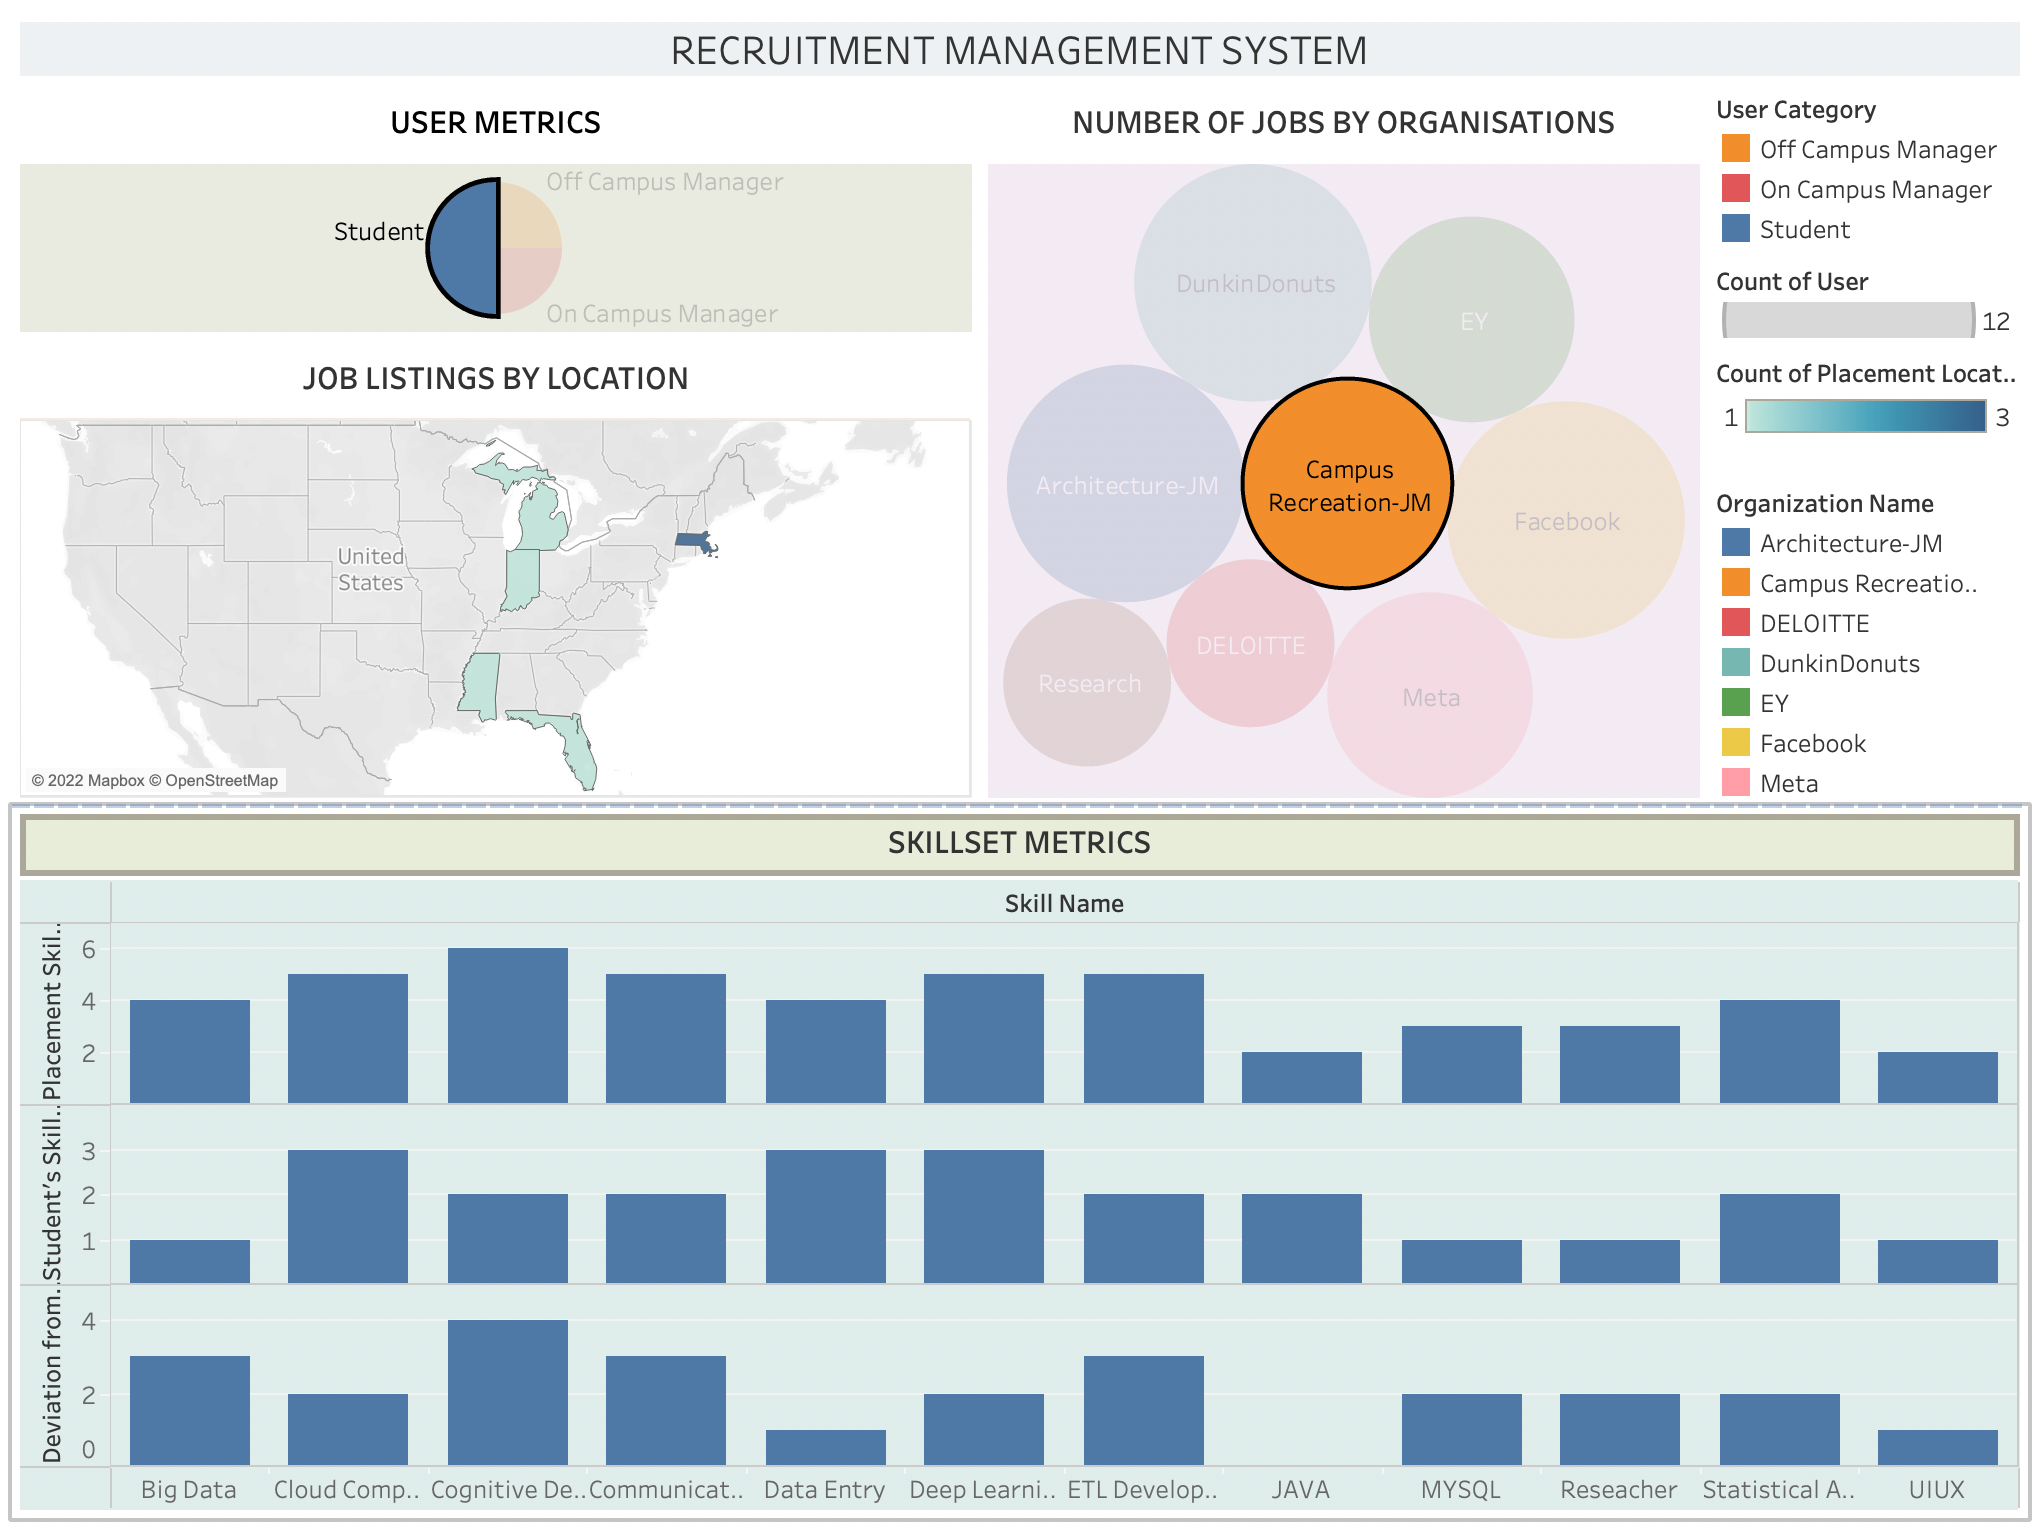 RECRUITMENT MANAGEMENT SYSTEM
USER METRICS
Off Campus Manager
Student
On Campus Manager
JOB LISTINGS BY LOCATION
United
States
© 2022 Mapbox © OpenStreetMap
NUMBER OF JOBS BY ORGANISATIONS
DunkinDonuts
EY
Architecture-JM
Campus
Recreation-JM
Facebook
DELOITTE
Research
Meta
User Category
Off Campus Manager
On Campus Manager
Student
Count of User
12
Count of Placement Locat..
1
3
Organization Name
Architecture-JM
Campus Recreatio..
DELOITTE
DunkinDonuts
EY
Facebook
Meta
SKILLSET METRICS
Skill Name
Placement Skil..
6
4
2
Student's Skill..
3
2
1
Deviation from..
4
2
0
Big Data
Cloud Comp..
Cognitive De..
Communicat..
Data Entry
Deep Learni..
ETL Develop..
JAVA
MYSQL
Reseacher
Statistical A..
UIUX